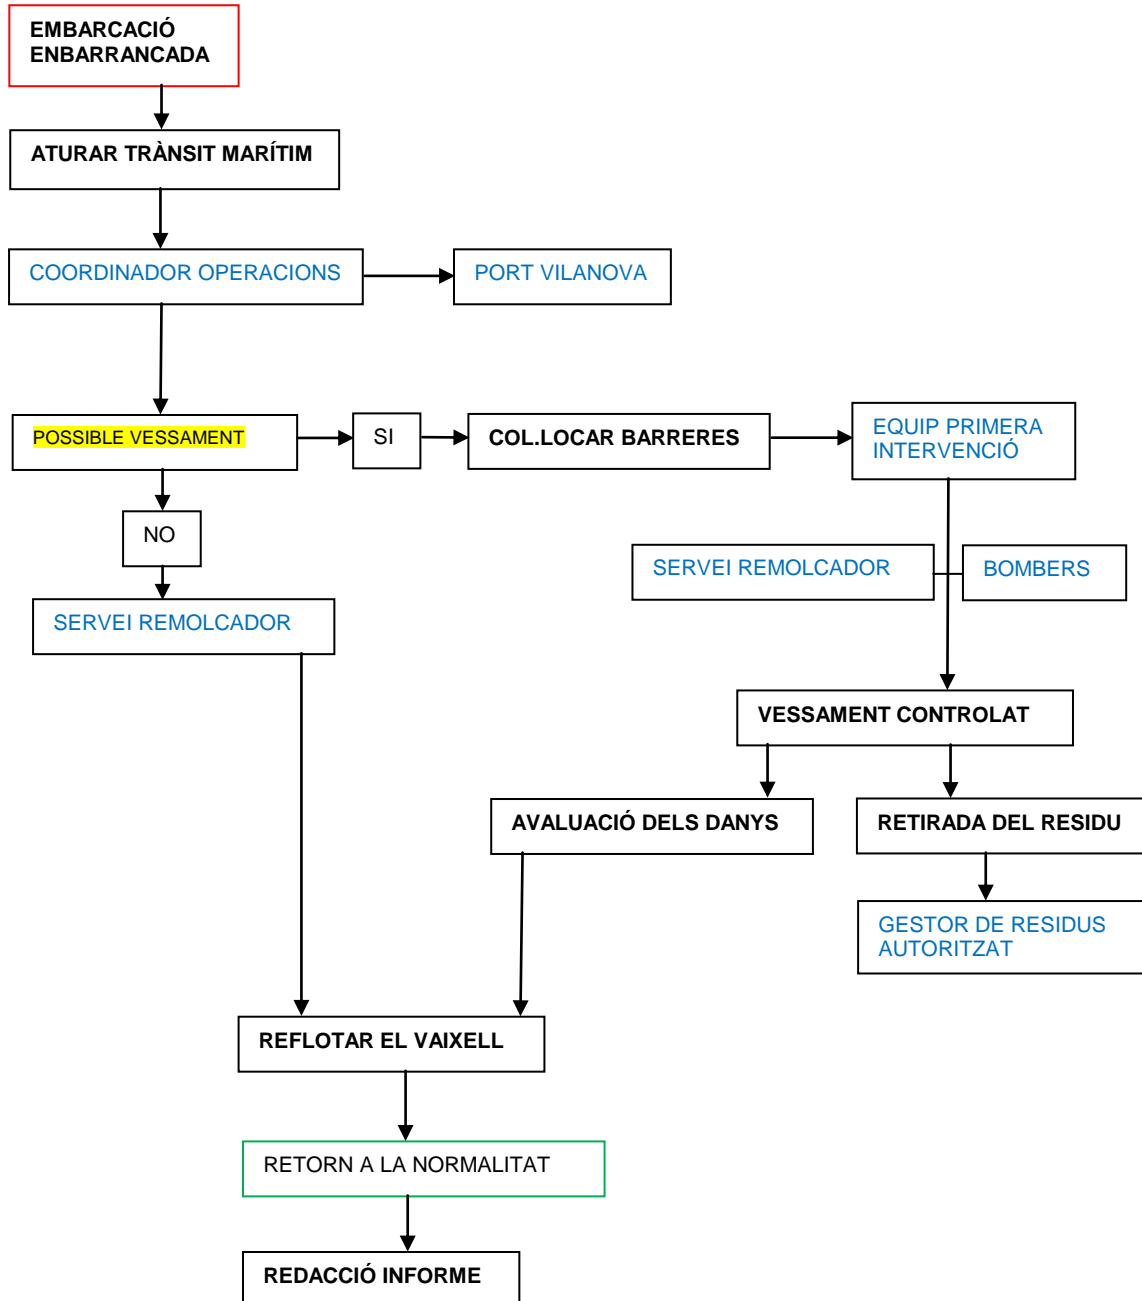 EMBARCACIÓ
ENBARRANCADA
ATURAR TRÀNSIT MARÍTIM
COORDINADOR OPERACIONS
PORT VILANOVA
POSSIBLE VESSAMENT
SI
COL.LOCAR BARRERES
EQUIP PRIMERA
INTERVENCIÓ
NO
SERVEI REMOLCADOR
BOMBERS
SERVEI REMOLCADOR
VESSAMENT CONTROLAT
AVALUACIÓ DELS DANYS
RETIRADA DEL RESIDU
GESTOR DE RESIDUS
AUTORITZAT
REFLOTAR EL VAIXELL
RETORN A LA NORMALITAT
REDACCIÓ INFORME